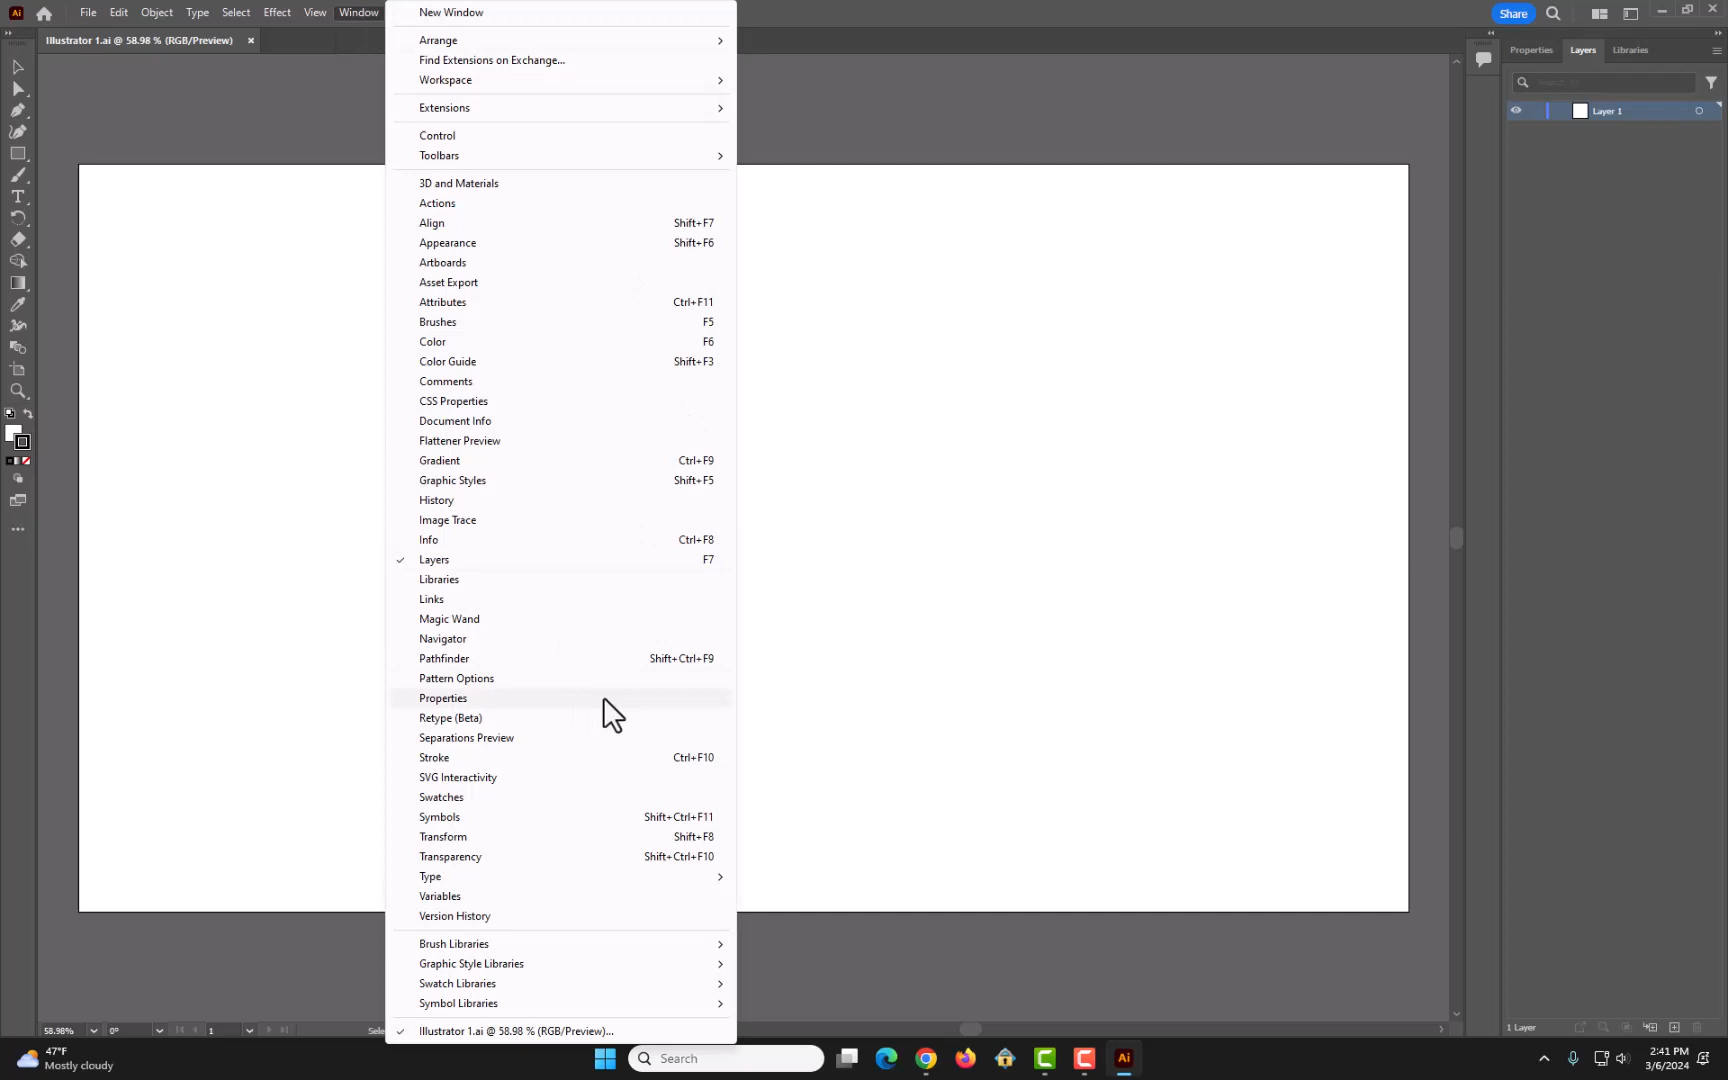 Ai File Edit Object Type Select Effect View Window Share
Illustrator 1.ai @ 58.98 % (RGB/Preview) ×
New Window
Arrange
Find Extensions on Exchange...
Workspace
Extensions
Control
Toolbars
3D and Materials
Actions
Align Shift+F7
Appearance Shift+F6
Artboards
Asset Export
Attributes Ctrl+F11
Brushes F5
Color F6
Color Guide Shift+F3
Comments
CSS Properties
Document Info
Flattener Preview
Gradient Ctrl+F9
Graphic Styles Shift+F5
History
Image Trace
Info Ctrl+F8
Layers F7
Libraries
Links
Magic Wand
Navigator
Pathfinder Shift+Ctrl+F9
Pattern Options
Properties
Retype (Beta)
Separations Preview
Stroke Ctrl+F10
SVG Interactivity
Swatches
Symbols Shift+Ctrl+F11
Transform Shift+F8
Transparency Shift+Ctrl+F10
Type
Variables
Version History
Brush Libraries
Graphic Style Libraries
Swatch Libraries
Symbol Libraries
Illustrator 1.ai @ 58.98 % (RGB/Preview)...
Properties Layers Libraries
Layer 1
58.98% 0° 1 Sele
1 Layer
47°F
Mostly cloudy
Search
Ai
2:41 PM
3/6/2024